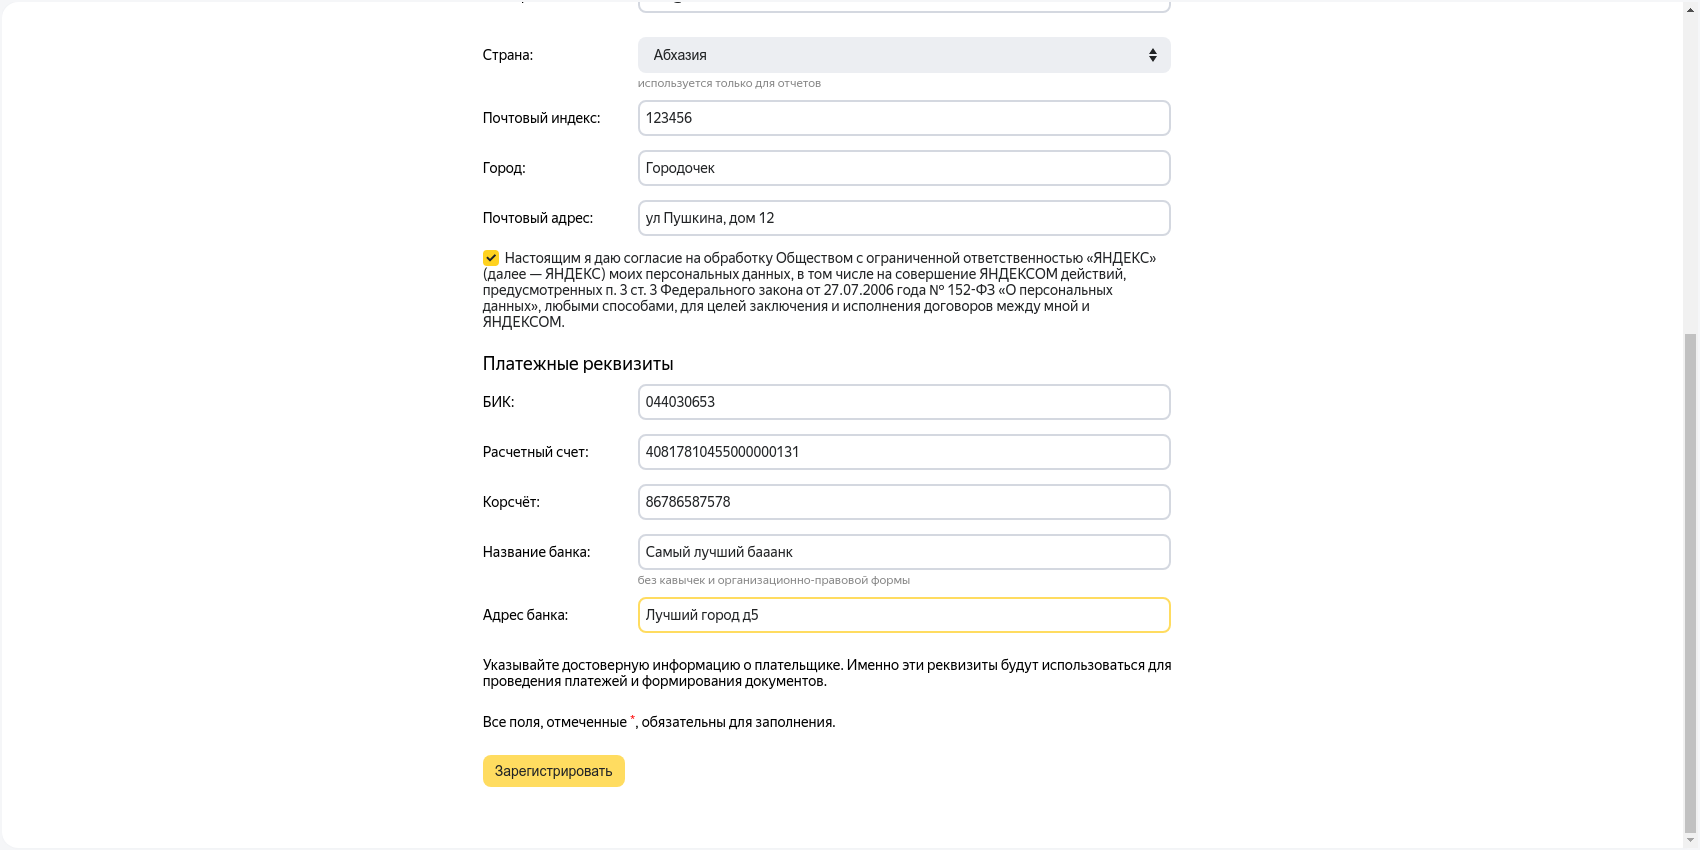 Страна:
Абхазия
используется только для отчетов
Почтовый индекс:
123456
Город:
Городочек
Почтовый адрес:
ул Пушкина, дом 12
Настоящим я даю согласие на обработку Обществом с ограниченной ответственностью «ЯНДЕКС»
(далее — ЯНДЕКС) моих персональных данных, в том числе на совершение ЯНДЕКСОМ действий,
предусмотренных п. 3 ст. 3 Федерального закона от 27.07.2006 года № 152-ФЗ «О персональных
данных», любыми способами, для целей заключения и исполнения договоров между мной и
ЯНДЕКСОМ.
Платежные реквизиты
БИК:
044030653
Расчетный счет:
40817810455000000131
Корсчёт:
86786587578
Название банка:
Самый лучший бааанк
без кавычек и организационно-правовой формы
Адрес банка:
Лучший город д5
Указывайте достоверную информацию о плательщике. Именно эти реквизиты будут использоваться для
проведения платежей и формирования документов.
Все поля, отмеченные *, обязательны для заполнения.
Зарегистрировать